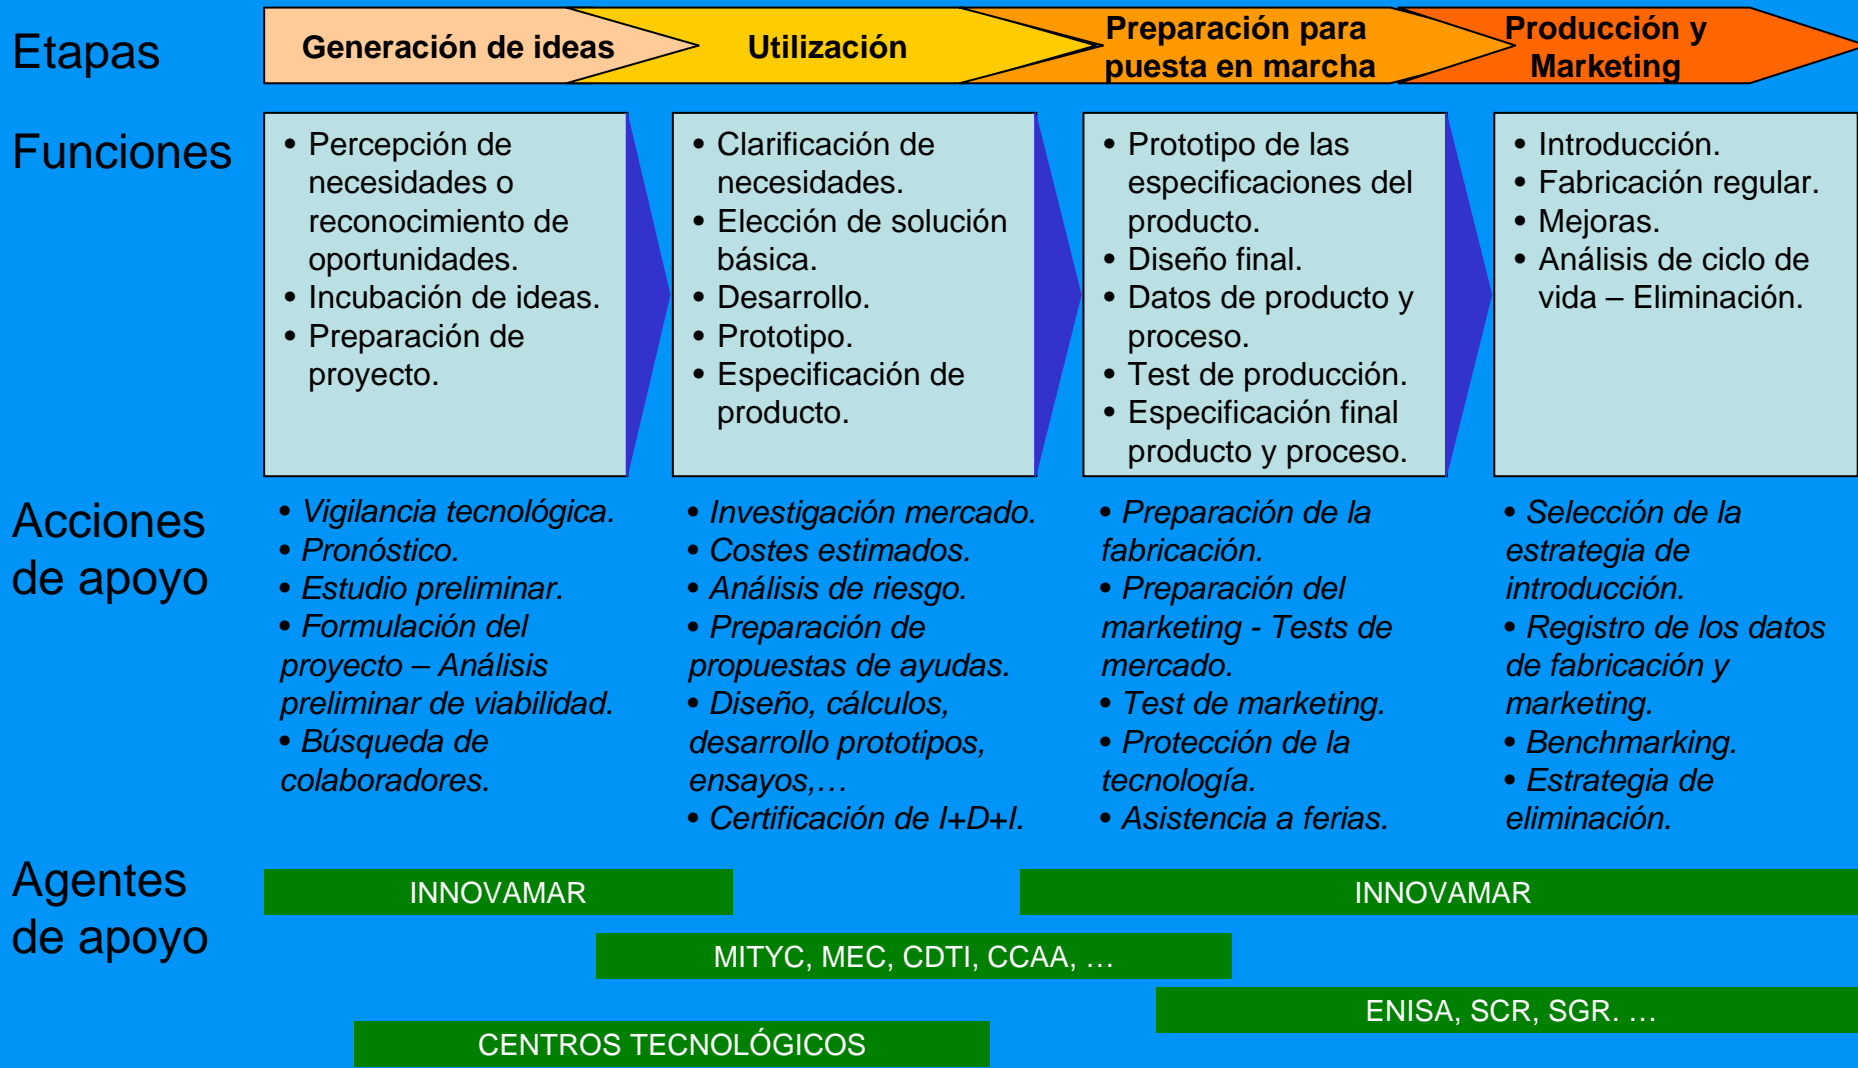 Etapas
Generación de ideas
Utilización
Preparación para
puesta en marcha
Producción y
Marketing
Funciones
• Percepción de
necesidades o
reconocimiento de
oportunidades.
• Incubación de ideas.
• Preparación de
proyecto.
• Clarificación de
necesidades.
• Elección de solución
básica.
• Desarrollo.
• Prototipo.
• Especificación de
producto.
• Prototipo de las
especificaciones del
producto.
• Diseño final.
• Datos de producto y
proceso.
• Test de producción.
• Especificación final
producto y proceso.
• Introducción.
• Fabricación regular.
• Mejoras.
• Análisis de ciclo de
vida – Eliminación.
Acciones
de apoyo
• Vigilancia tecnológica.
• Pronóstico.
• Estudio preliminar.
• Formulación del
proyecto – Análisis
preliminar de viabilidad.
• Búsqueda de
colaboradores.
• Investigación mercado.
• Costes estimados.
• Análisis de riesgo.
• Preparación de
propuestas de ayudas.
• Diseño, cálculos,
desarrollo prototipos,
ensayos,…
• Certificación de I+D+I.
• Preparación de la
fabricación.
• Preparación del
marketing - Tests de
mercado.
• Test de marketing.
• Protección de la
tecnología.
• Asistencia a ferias.
• Selección de la
estrategia de
introducción.
• Registro de los datos
de fabricación y
marketing.
• Benchmarking.
• Estrategia de
eliminación.
Agentes
de apoyo
INNOVAMAR
INNOVAMAR
MITYC, MEC, CDTI, CCAA, …
ENISA, SCR, SGR. …
CENTROS TECNOLÓGICOS